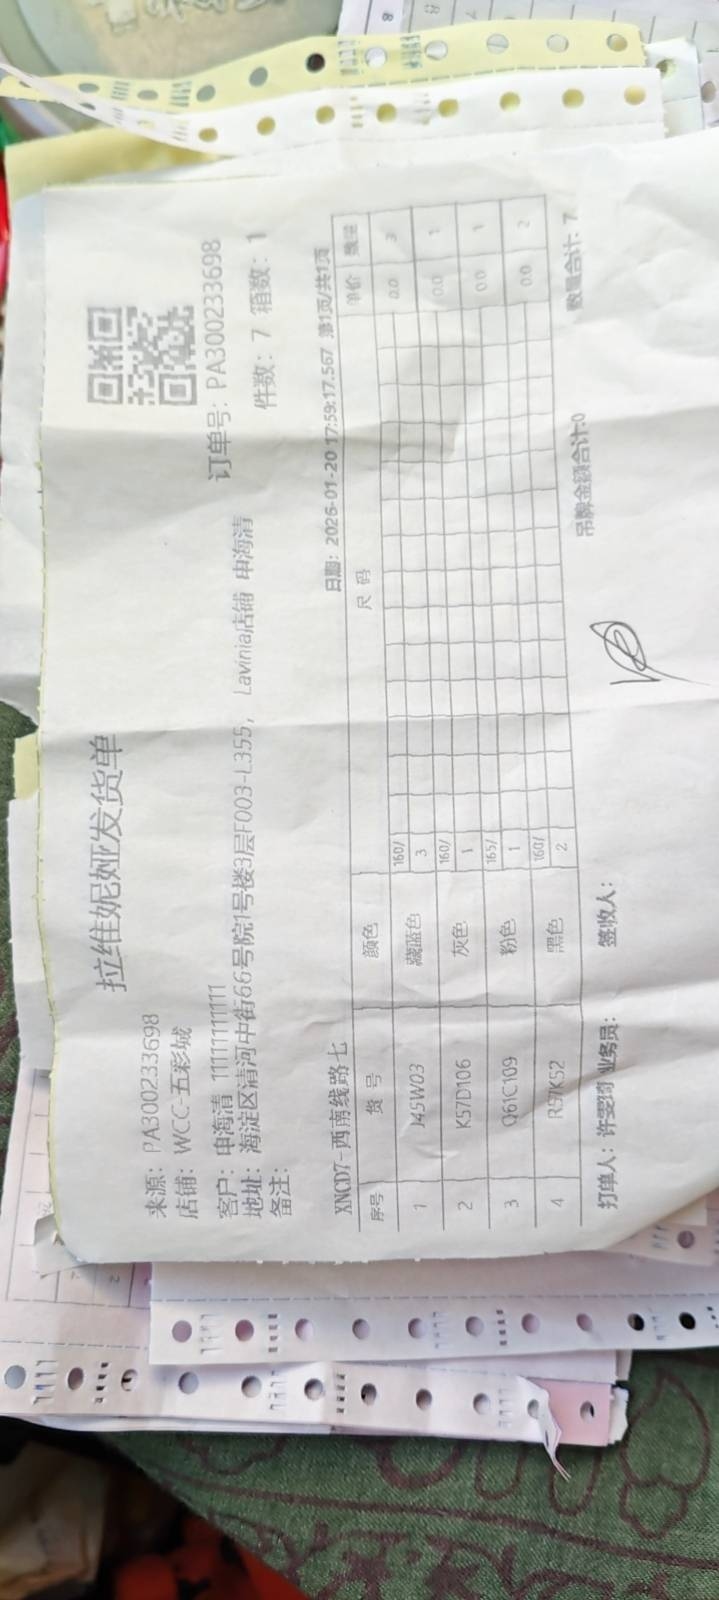 拉维妮娅发货单
来源：PA300233698
店铺：WCC-五彩城
订单号：PA300233698
客户：申海清 11111111111
件数：7 箱数：1
地址：海淀区清河中街66号院1号楼3层F003-L355， Lavinia店铺 申海清
备注：
XNCD7-西南线路七 日期：2026-01-20 17:59:17.567 第1页/共1页
序号 货号 颜色 尺码 单价 数量
1 J45W03 藏蓝色 160/ 3 0.0 3
2 K57D106 灰色 160/ 1 0.0 1
3 Q61C109 粉色 165/ 1 0.0 1
4 R57K52 黑色 160/ 2 0.0 2
吊牌金额合计:0 数量合计: 7
打单人：许雯琦 业务员： 签收人：